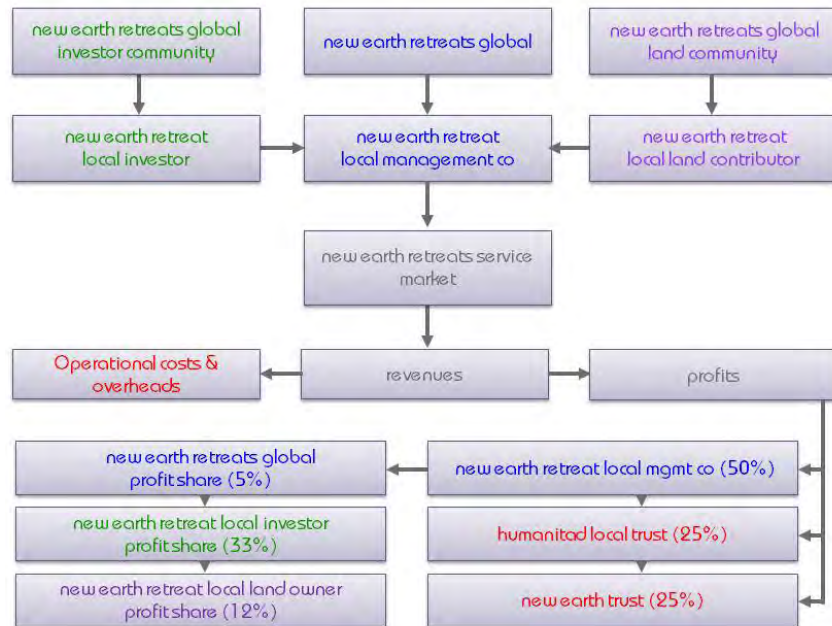 new earth retreats global
investor community
new earth retreats global
new earth retreats global
land community
new earth retreat
local investor
new earth retreat
local management co
new earth retreat
local land contributor
new earth retreats service
market
Operational costs &
overheads
revenues
profits
new earth retreats global
profit share (5%)
new earth retreat local mgmt co (50%)
new earth retreat local investor
profit share (33%)
humanitad local trust (25%)
new earth retreat local land owner
profit share (12%)
new earth trust (25%)